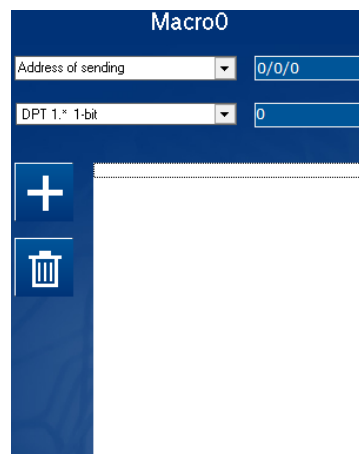 Macro0
Address of sending 0/0/0
DPT 1.* 1-bit 0